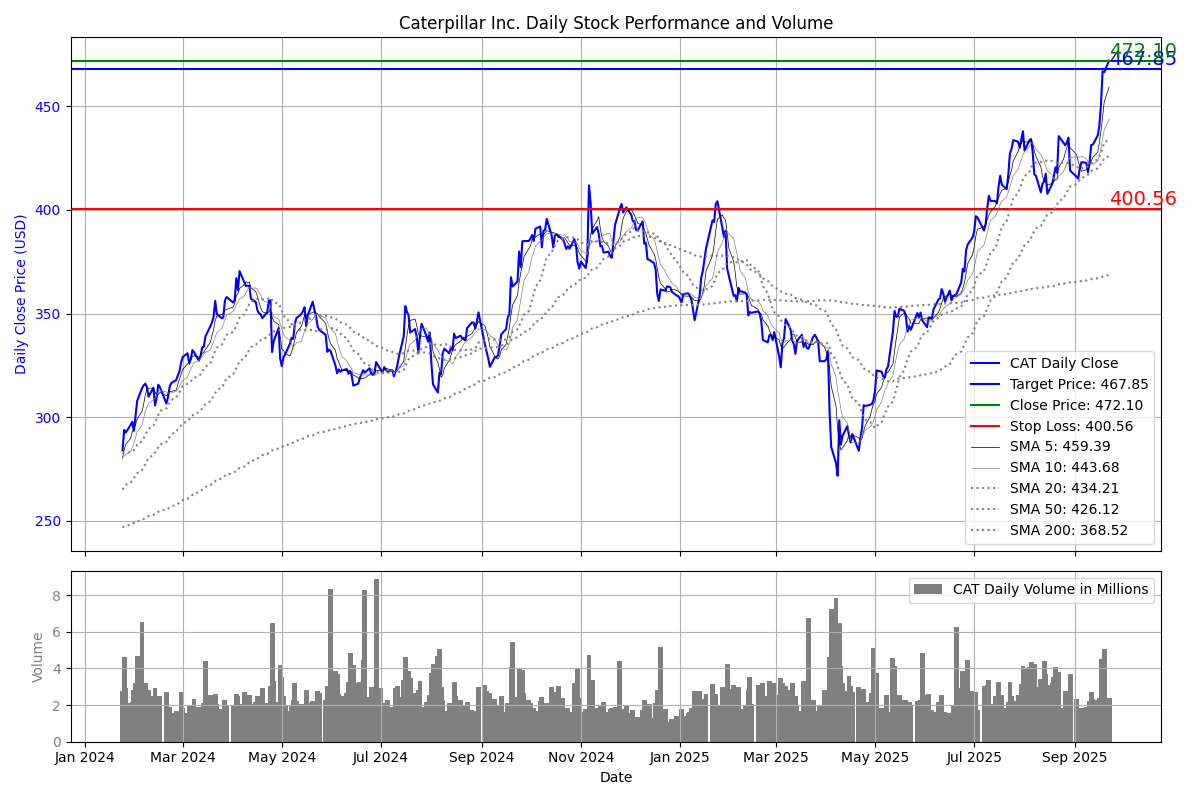 Caterpillar Inc. Daily Stock Performance and Volume
472.10
467.85
400.56
450
400
350
300
250
Daily Close Price (USD)
CAT Daily Close
Target Price: 467.85
Close Price: 472.10
Stop Loss: 400.56
SMA 5: 459.39
SMA 10: 443.68
SMA 20: 434.21
SMA 50: 426.12
SMA 200: 368.52
8
6
4
2
0
Volume
CAT Daily Volume in Millions
Jan 2024 Mar 2024 May 2024 Jul 2024 Sep 2024 Nov 2024 Jan 2025 Mar 2025 May 2025 Jul 2025 Sep 2025
Date